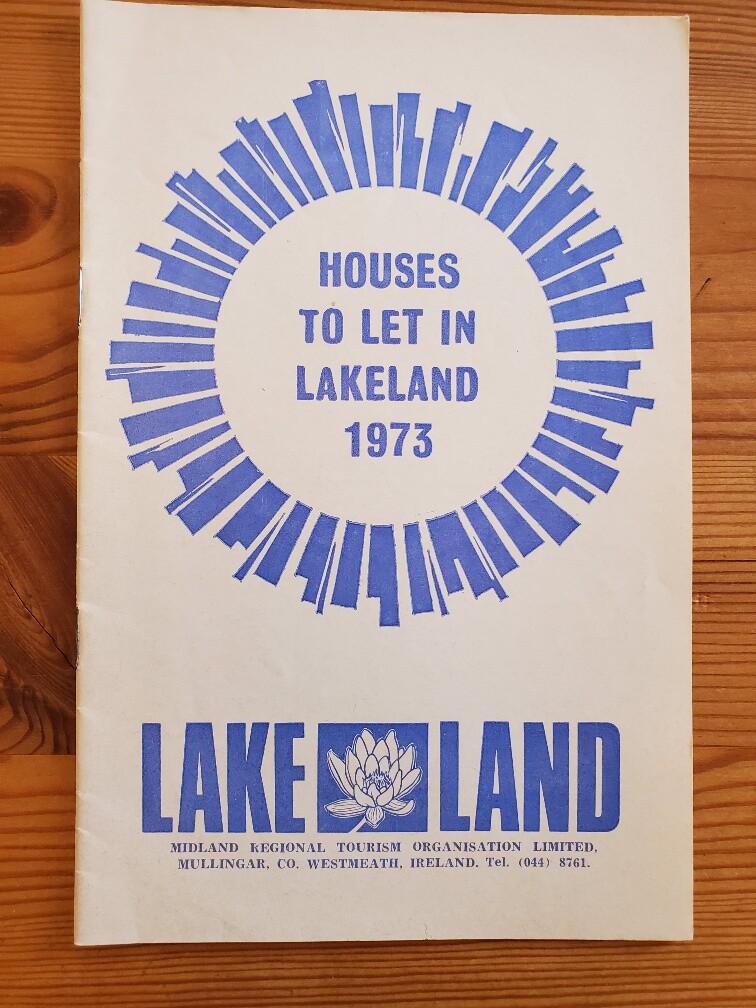 HOUSES
TO LET IN
LAKELAND
1973
LAKE LAND
MIDLAND REGIONAL TOURISM ORGANISATION LIMITED,
MULLINGAR, CO. WESTMEATH, IRELAND. Tel. (044) 8761.